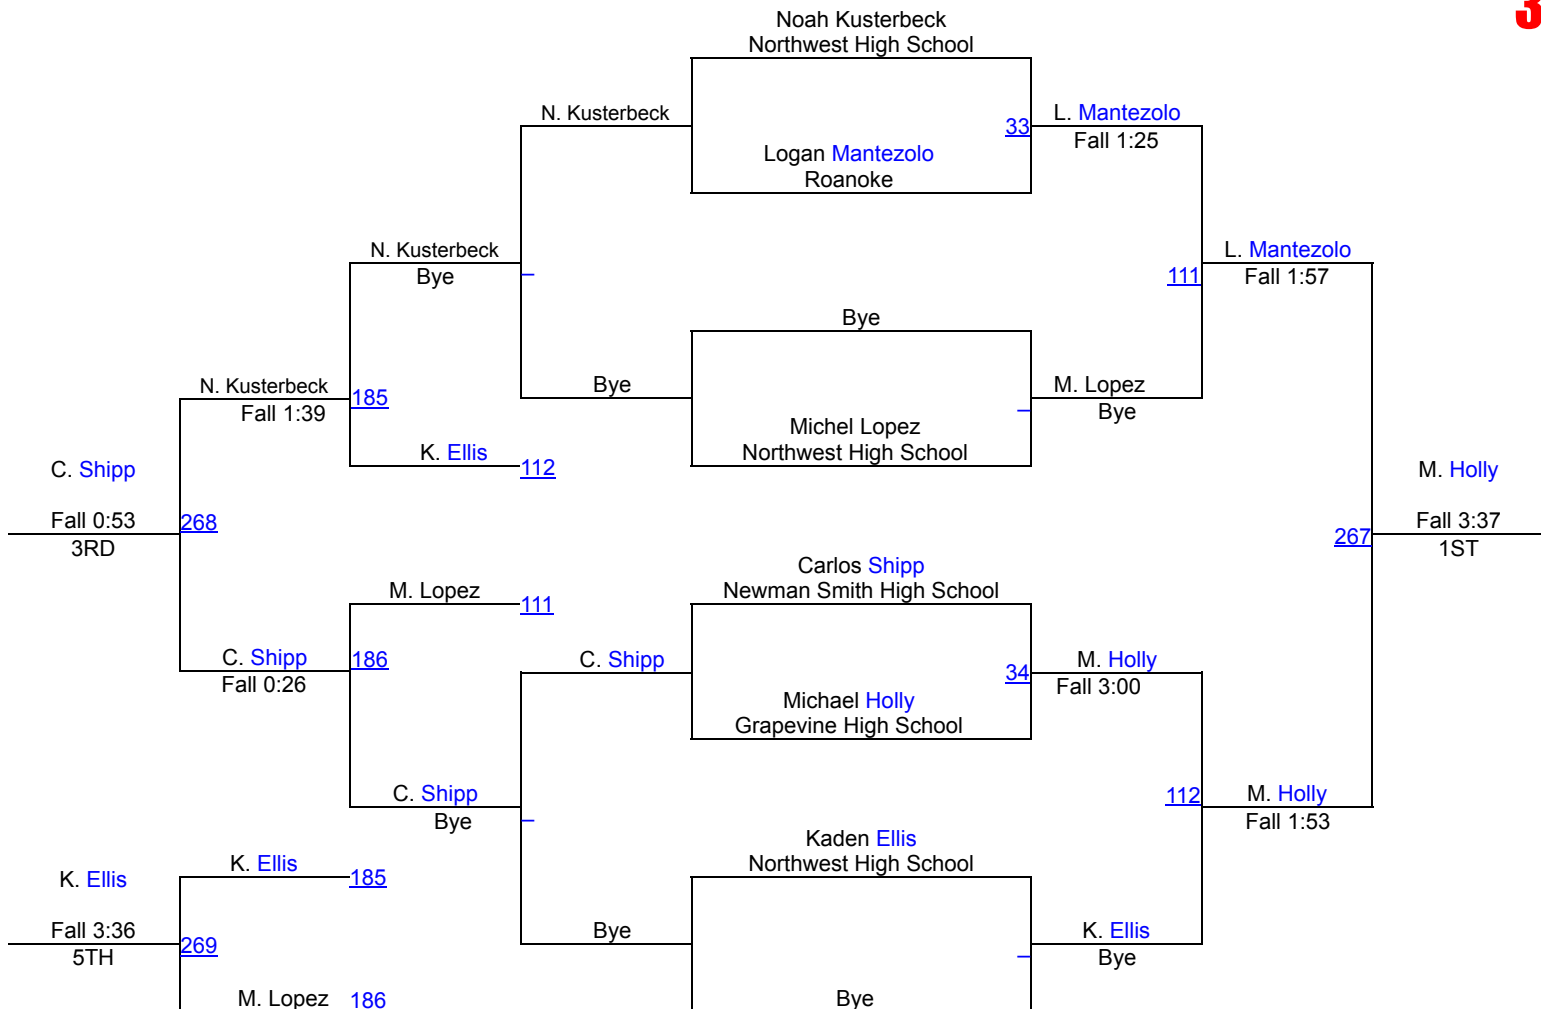 3
Noah Kusterbeck
Northwest High School
N. Kusterbeck
33
L. Mantezolo
Fall 1:25
Logan Mantezolo
Roanoke
N. Kusterbeck
Bye
L. Mantezolo
111
Fall 1:57
Bye
N. Kusterbeck
Fall 1:39
185
Bye
M. Lopez
Bye
Michel Lopez
Northwest High School
K. Ellis
112
C. Shipp
Fall 0:53
3RD
268
M. Holly
Fall 3:37
1ST
267
Carlos Shipp
Newman Smith High School
M. Lopez
111
C. Shipp
Fall 0:26
186
C. Shipp
34
M. Holly
Fall 3:00
Michael Holly
Grapevine High School
C. Shipp
Bye
112
M. Holly
Fall 1:53
Kaden Ellis
Northwest High School
K. Ellis
185
K. Ellis
Fall 3:36
5TH
269
Bye
K. Ellis
Bye
M. Lopez
186
Bye